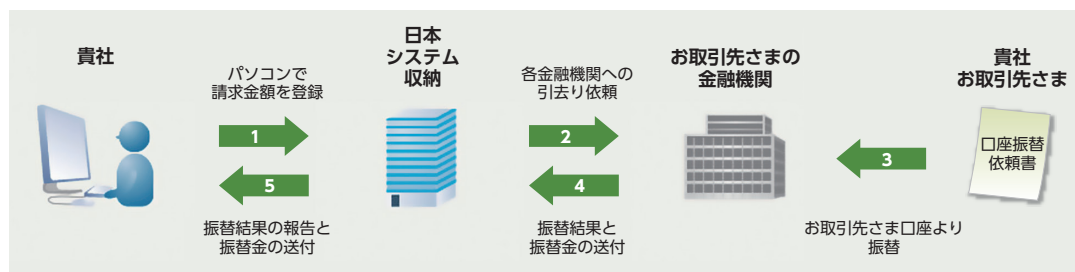 貴社
パソコンで
請求金額を登録
1
5
振替結果の報告と
振替金の送付
日本
システム
収納
各金融機関への
引去り依頼
2
4
振替結果と
振替金の送付
お取引先さまの
金融機関
3
お取引先さま口座より
振替
貴社
お取引先さま
口座振替
依頼書